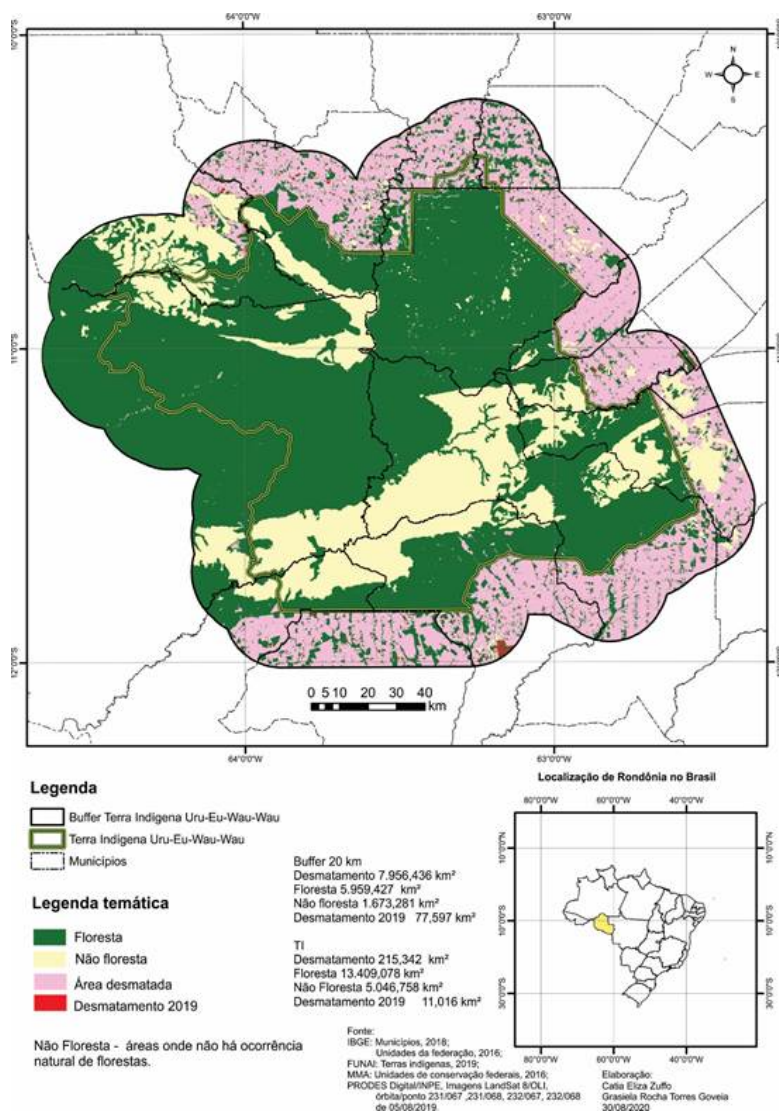 64°0'0"W
63°0'0"W
10°0'0"S
N
W
E
S
11°0'0"S
12°0'0"S
0 5 10 20 30 40
km
64°0'0"W
63°0'0"W
Legenda
Buffer Terra Indígena Uru-Eu-Wau-Wau
Terra Indígena Uru-Eu-Wau-Wau
Municípios
Legenda temática
Floresta
Não floresta
Área desmatada
Desmatamento 2019
Não Floresta - áreas onde não há ocorrência
natural de florestas.
Buffer 20 km
Desmatamento 7.956,436 km²
Floresta 5.959,427 km²
Não floresta 1.673,281 km²
Desmatamento 2019 77,597 km²
TI
Desmatamento 215,342 km²
Floresta 13.409,078 km²
Não Floresta 5.046,758 km²
Desmatamento 2019 11,016 km²
Fonte:
IBGE: Municípios, 2018;
Unidades da federação, 2016;
FUNAI: Terras indígenas, 2019;
MMA: Unidades de conservação federais, 2016;
PRODES Digital/INPE, Imagens LandSat 8/OLI,
órbita/ponto 231/067 ,231/068, 232/067, 232/068
de 05/08/2019.
Localização de Rondônia no Brasil
80°0'0"W 60°0'0"W 40°0'0"W
10°0'0"N
0°0'0"
10°0'0"S
30°0'0"S
80°0'0"W 60°0'0"W 40°0'0"W
Elaboração:
Catia Eliza Zuffo
Grasiela Rocha Torres Goveia
30/08/2020